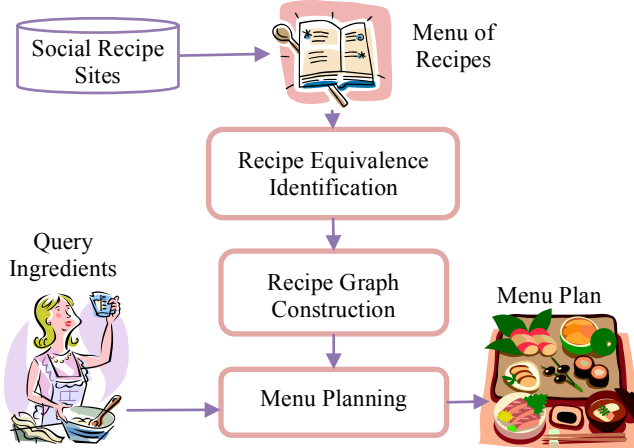 Social Recipe
Sites
Menu of
Recipes
Recipe Equivalence
Identification
Query
Ingredients
Recipe Graph
Construction
Menu Plan
Menu Planning